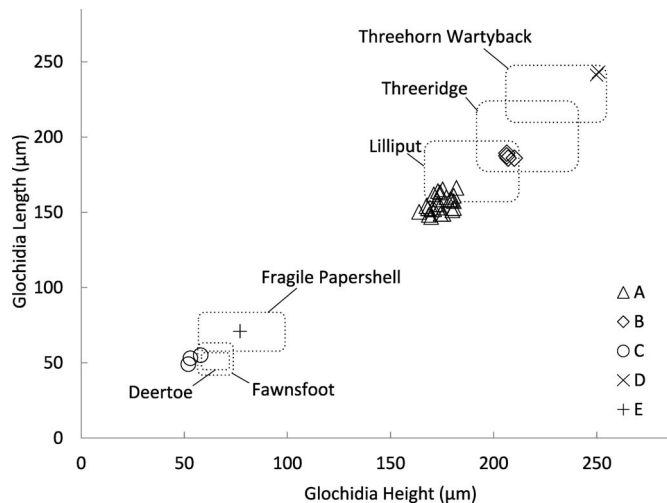 Threehorn Wartyback
250
Threeridge
200
Lilliput
150
Glochidia Length (µm)
100
Fragile Papershell
50
Deertoe
Fawnsfoot
0
A
B
C
D
E
0
50
100
150
200
250
Glochidia Height (µm)